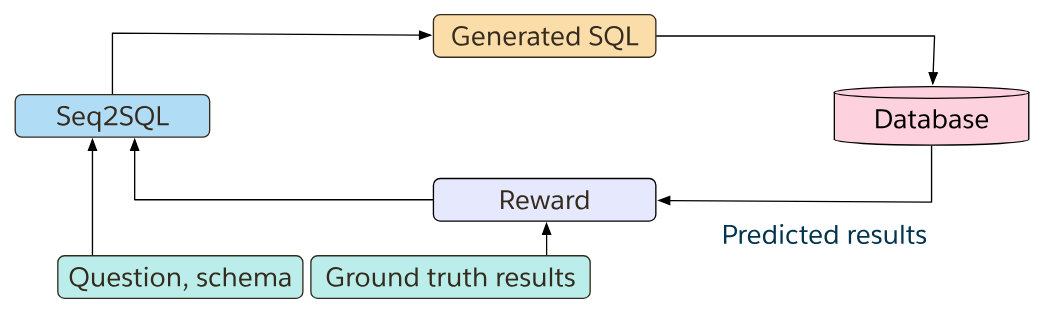 Generated SQL
Seq2SQL
Database
Reward
Predicted results
Question, schema
Ground truth results